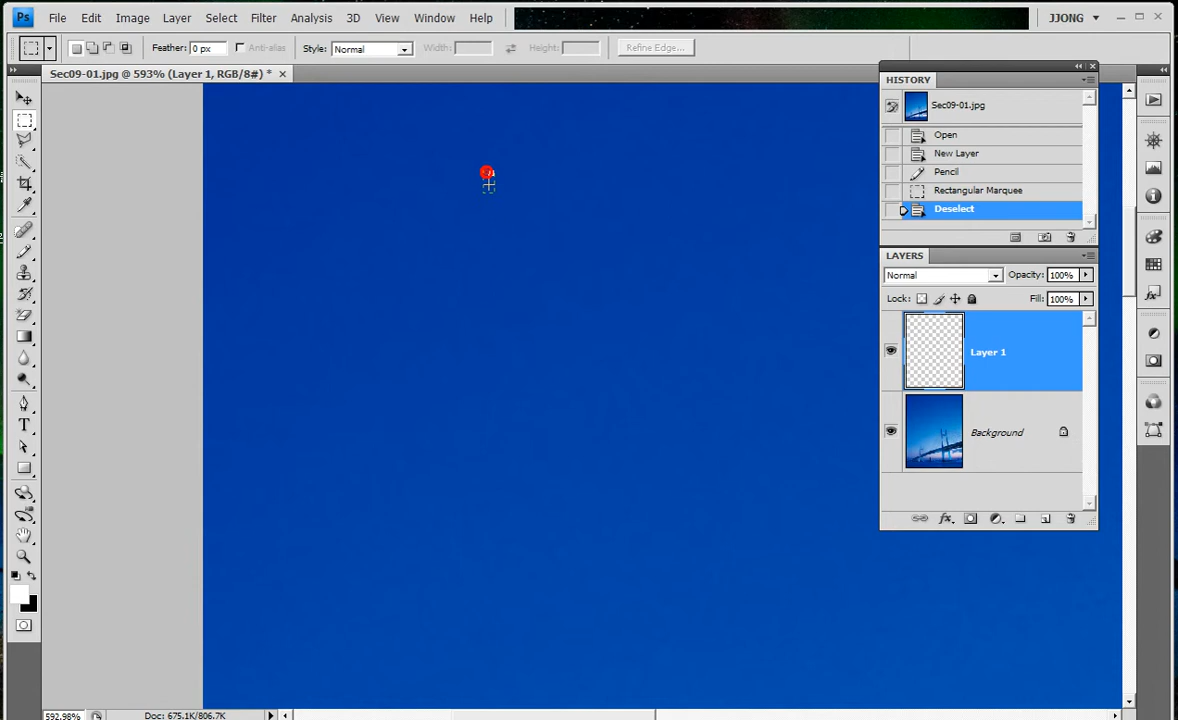 Ps File Edit Image Layer Select Filter Analysis 3D View Window Help JJONG
Feather: 0 px Anti-alias Style: Normal Width: Height: Refine Edge...
Sec09-01.jpg @ 593% (Layer 1, RGB/8#) *
HISTORY
Sec09-01.jpg
Open
New Layer
Pencil
Rectangular Marquee
Deselect
LAYERS
Normal Opacity: 100%
Lock: Fill: 100%
Layer 1
Background
592.98% Doc: 675.1K/806.7K